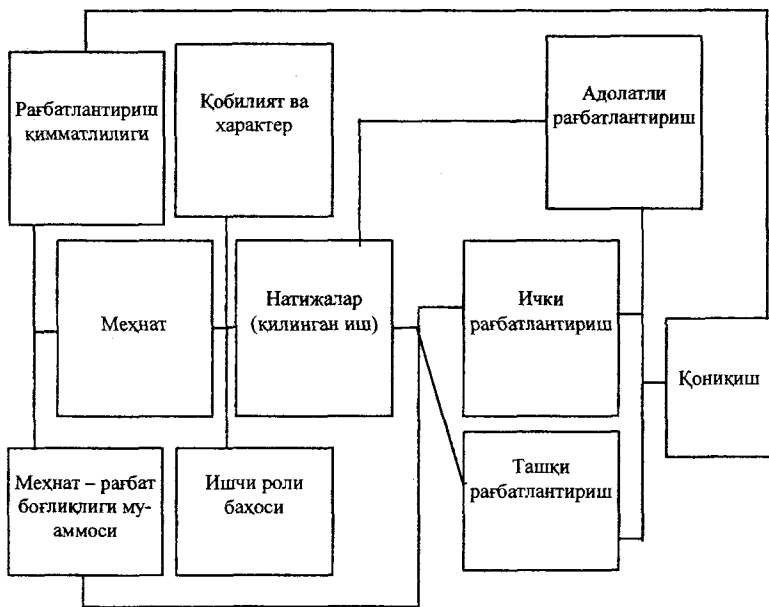 Рағбатлантириш
қимматлилиги
Қобилият ва
характер
Адолатли
рағбатлантириш
Меҳнат
Натижалар
(қилинган иш)
Ички
рағбатлантириш
Қониқиш
Меҳнат – рағбат
боғлиқлиги му-
аммоси
Ишчи роли
баҳоси
Ташқи
рағбатлантириш